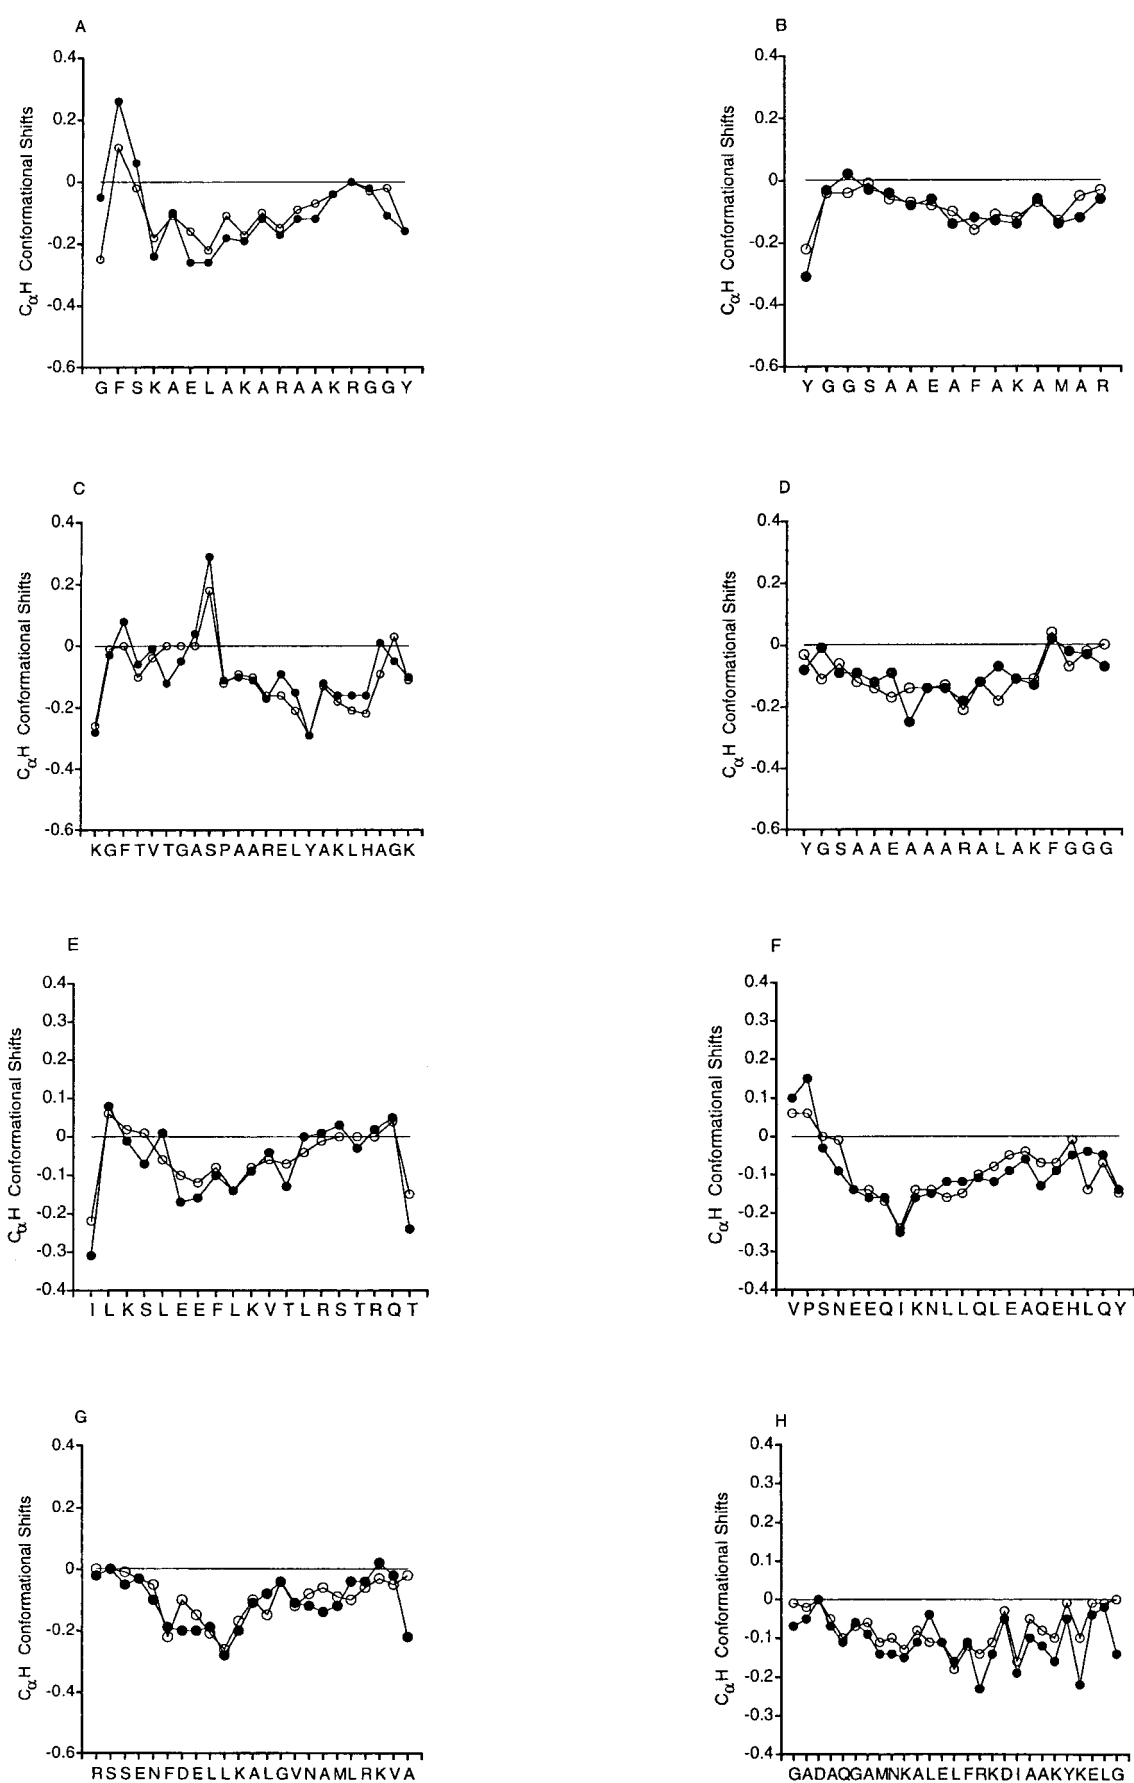 A
0.4
0.2
0
-0.2
-0.4
-0.6
CαH Conformational Shifts
G F S K A E L A K A R A A K R G G Y
B
0.4
0.2
0
-0.2
-0.4
-0.6
CαH Conformational Shifts
Y G G S A A E A F A K A M A R
C
0.4
0.2
0
-0.2
-0.4
-0.6
CαH Conformational Shifts
K G F T V T G A S P A A R E L Y A K L H A G K
D
0.4
0.2
0
-0.2
-0.4
-0.6
CαH Conformational Shifts
Y G S A A E A A A R A L A K F G G G
E
0.4
0.3
0.2
0.1
0
-0.1
-0.2
-0.3
-0.4
CαH Conformational Shifts
I L K S L E E F L K V T L R S T R Q T
F
0.4
0.3
0.2
0.1
0
-0.1
-0.2
-0.3
-0.4
CαH Conformational Shifts
V P S N E E Q I K N L L Q L E A Q E H L Q Y
G
0.4
0.2
0
-0.2
-0.4
-0.6
CαH Conformational Shifts
R S S E N F D E L L K A L G V N A M L R K V A
H
0.4
0.3
0.2
0.1
0
-0.1
-0.2
-0.3
-0.4
CαH Conformational Shifts
G A D A Q G A M N K A L E L F R K D I A A K Y K E L G